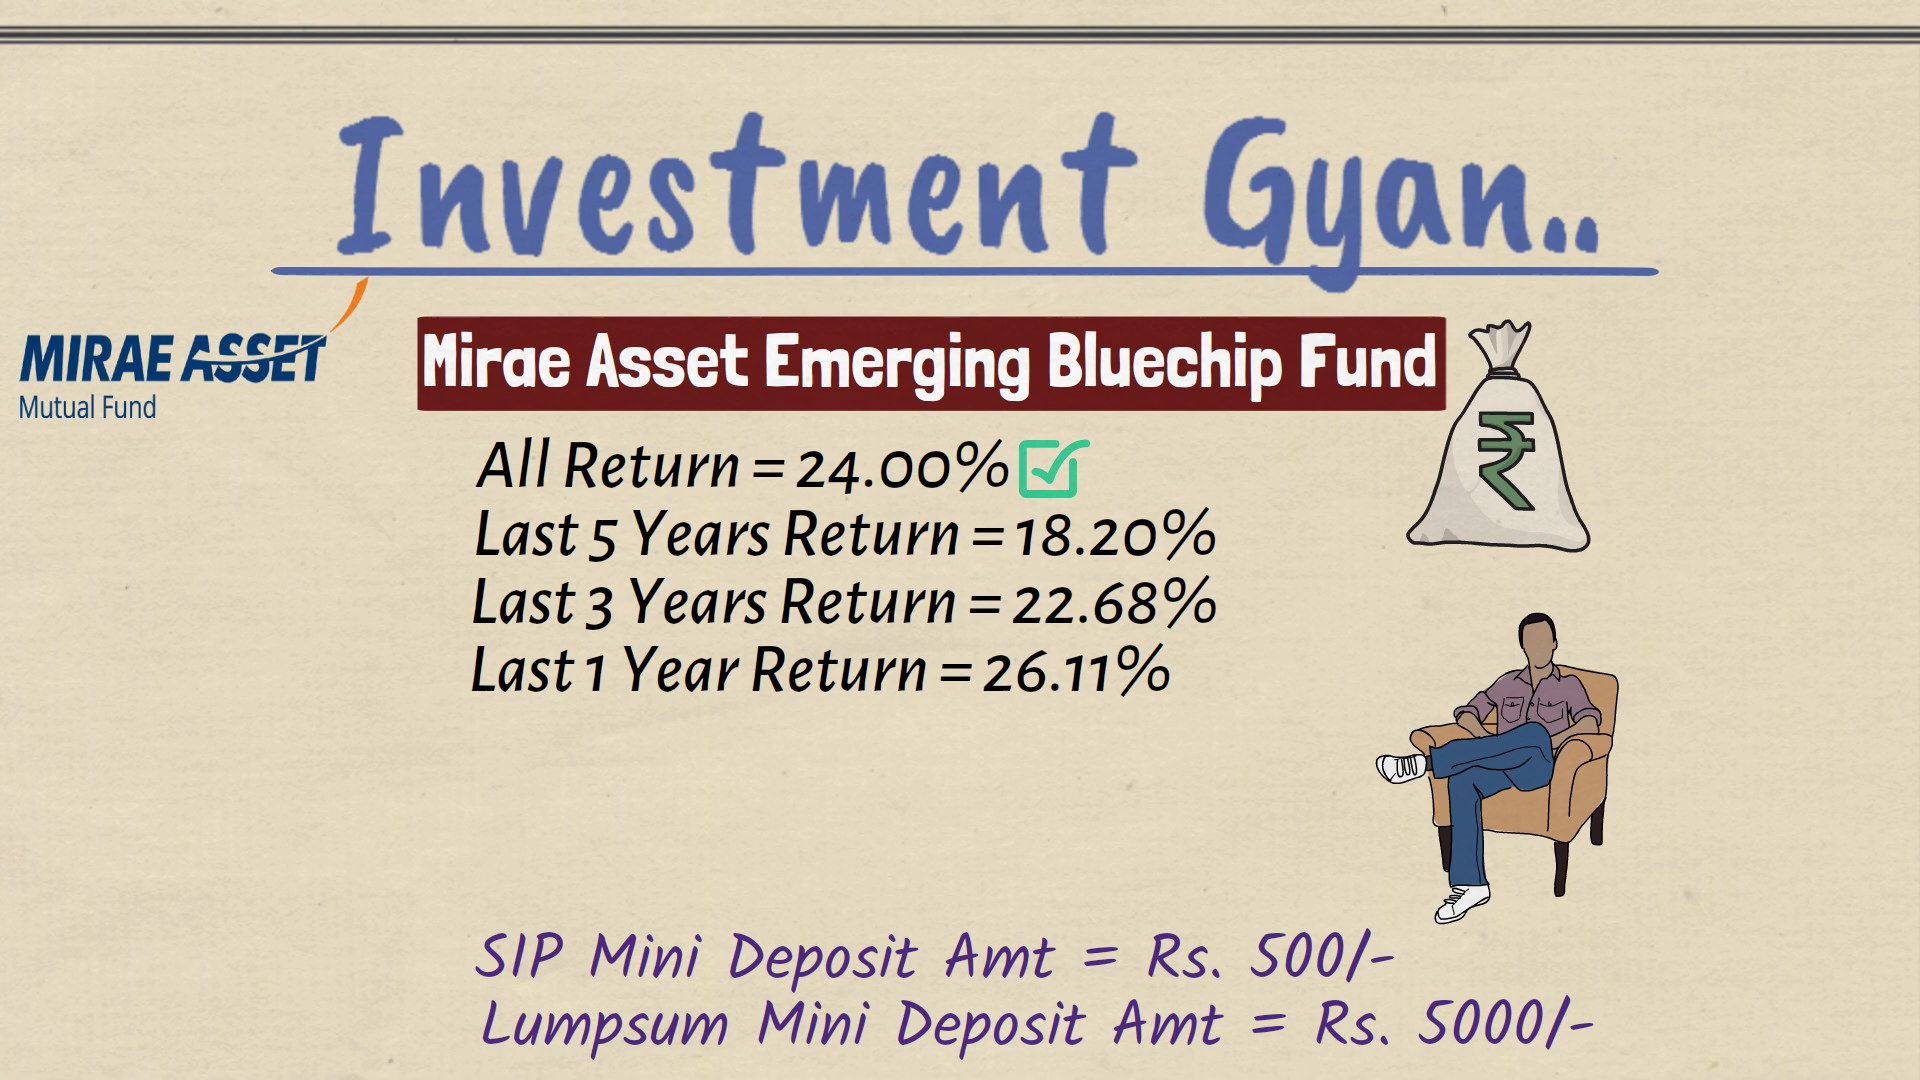 Investment Gyan..
MIRAE ASSET
Mutual Fund
Mirae Asset Emerging Bluechip Fund
₹
All Return = 24.00%
Last 5 Years Return = 18.20%
Last 3 Years Return = 22.68%
Last 1 Year Return = 26.11%
SIP Mini Deposit Amt = Rs. 500/-
Lumpsum Mini Deposit Amt = Rs. 5000/-